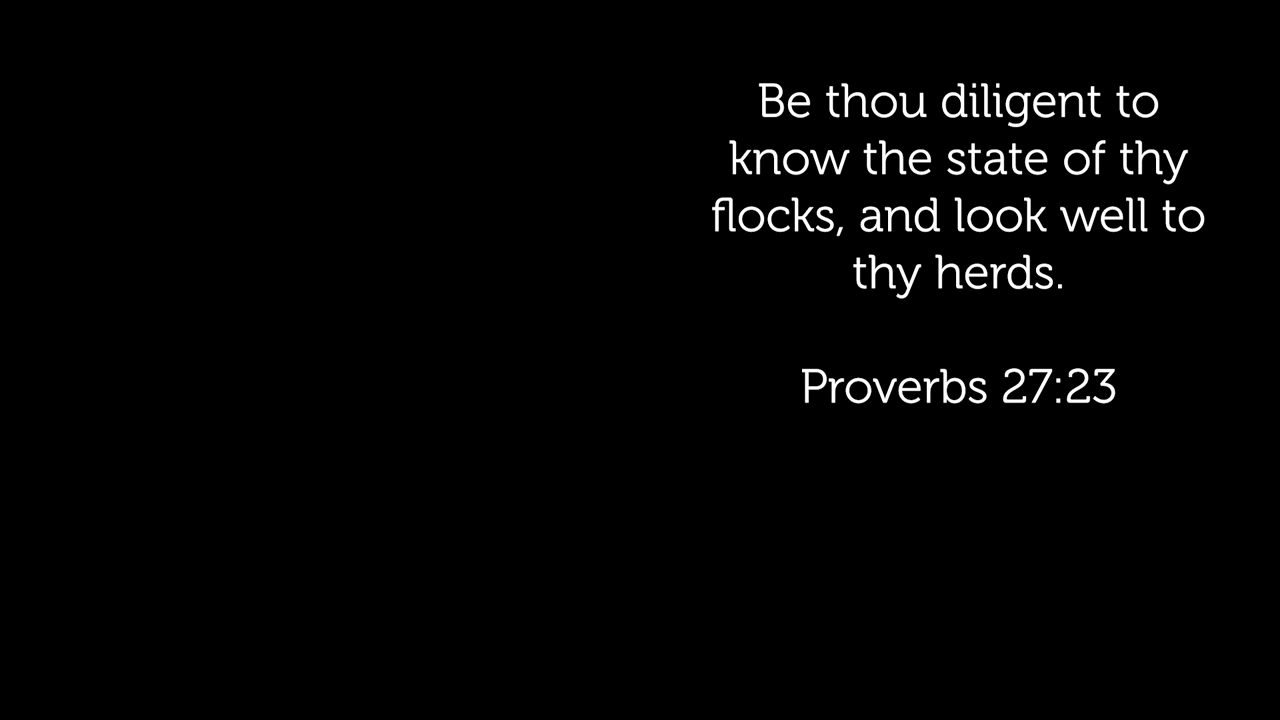 Be thou diligent to
know the state of thy
flocks, and look well to
thy herds.
Proverbs 27:23